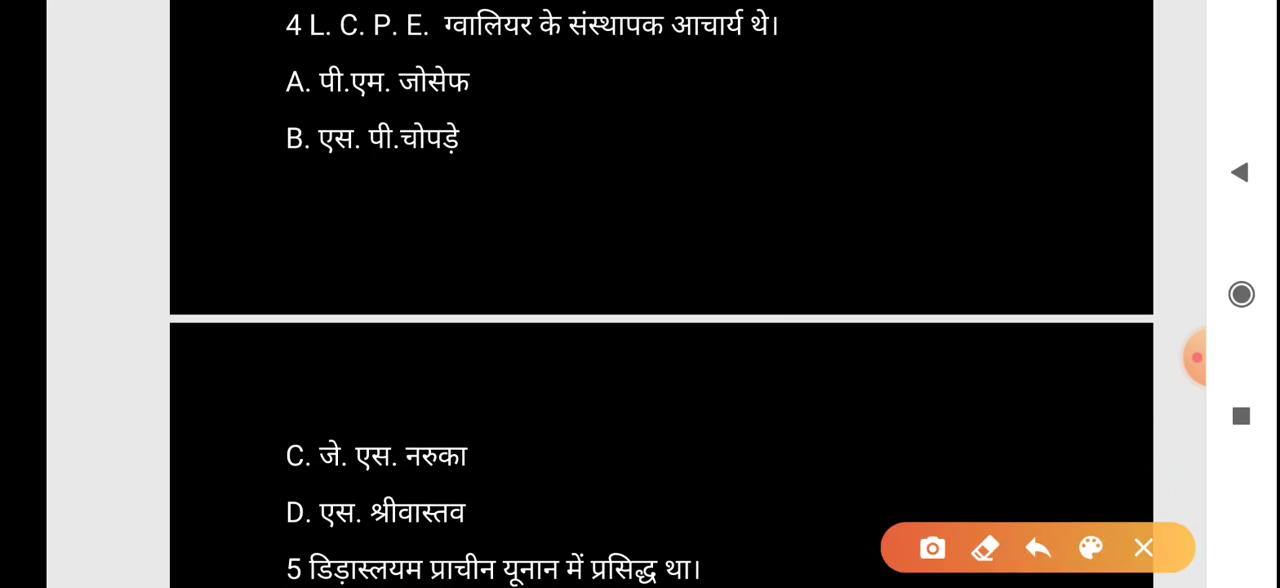 4 L. C. P. E. ग्वालियर के संस्थापक आचार्य थे।
A. पी.एम. जोसेफ
B. एस. पी.चोपड़े
C. जे. एस. नरुका
D. एस. श्रीवास्तव
5 डिड़ास्लयम प्राचीन यूनान में प्रसिद्ध था।